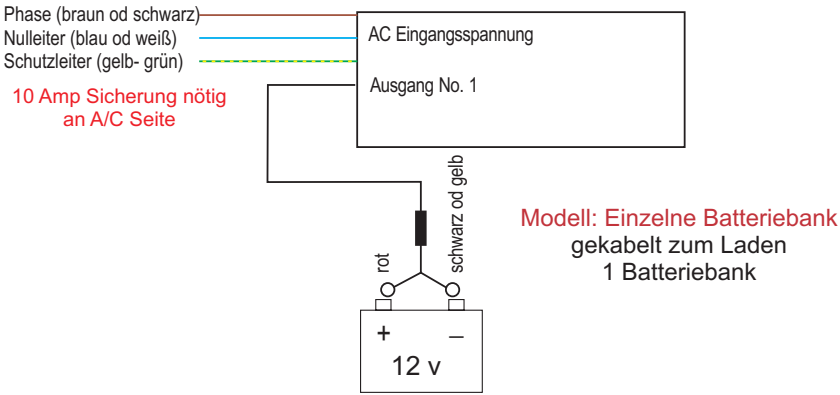 Phase (braun od schwarz)
Nulleiter (blau od weiß)
Schutzleiter (gelb- grün)
10 Amp Sicherung nötig
an A/C Seite
AC Eingangsspannung
Ausgang No. 1
rot
schwarz od gelb
Modell: Einzelne Batteriebank
gekabelt zum Laden
1 Batteriebank
+ –
12 v